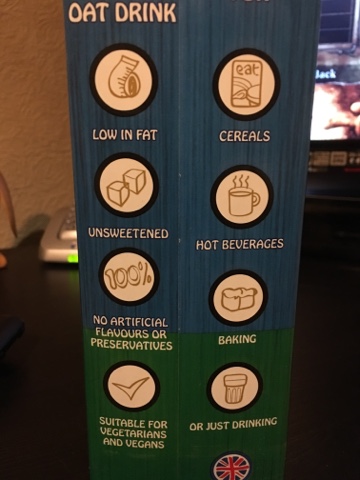 OAT DRINK
LOW IN FAT
UNSWEETENED
100%
NO ARTIFICIAL
FLAVOURS OR
PRESERVATIVES
SUITABLE FOR
VEGETARIANS
AND VEGANS
eat
CEREALS
HOT BEVERAGES
BAKING
OR JUST DRINKING